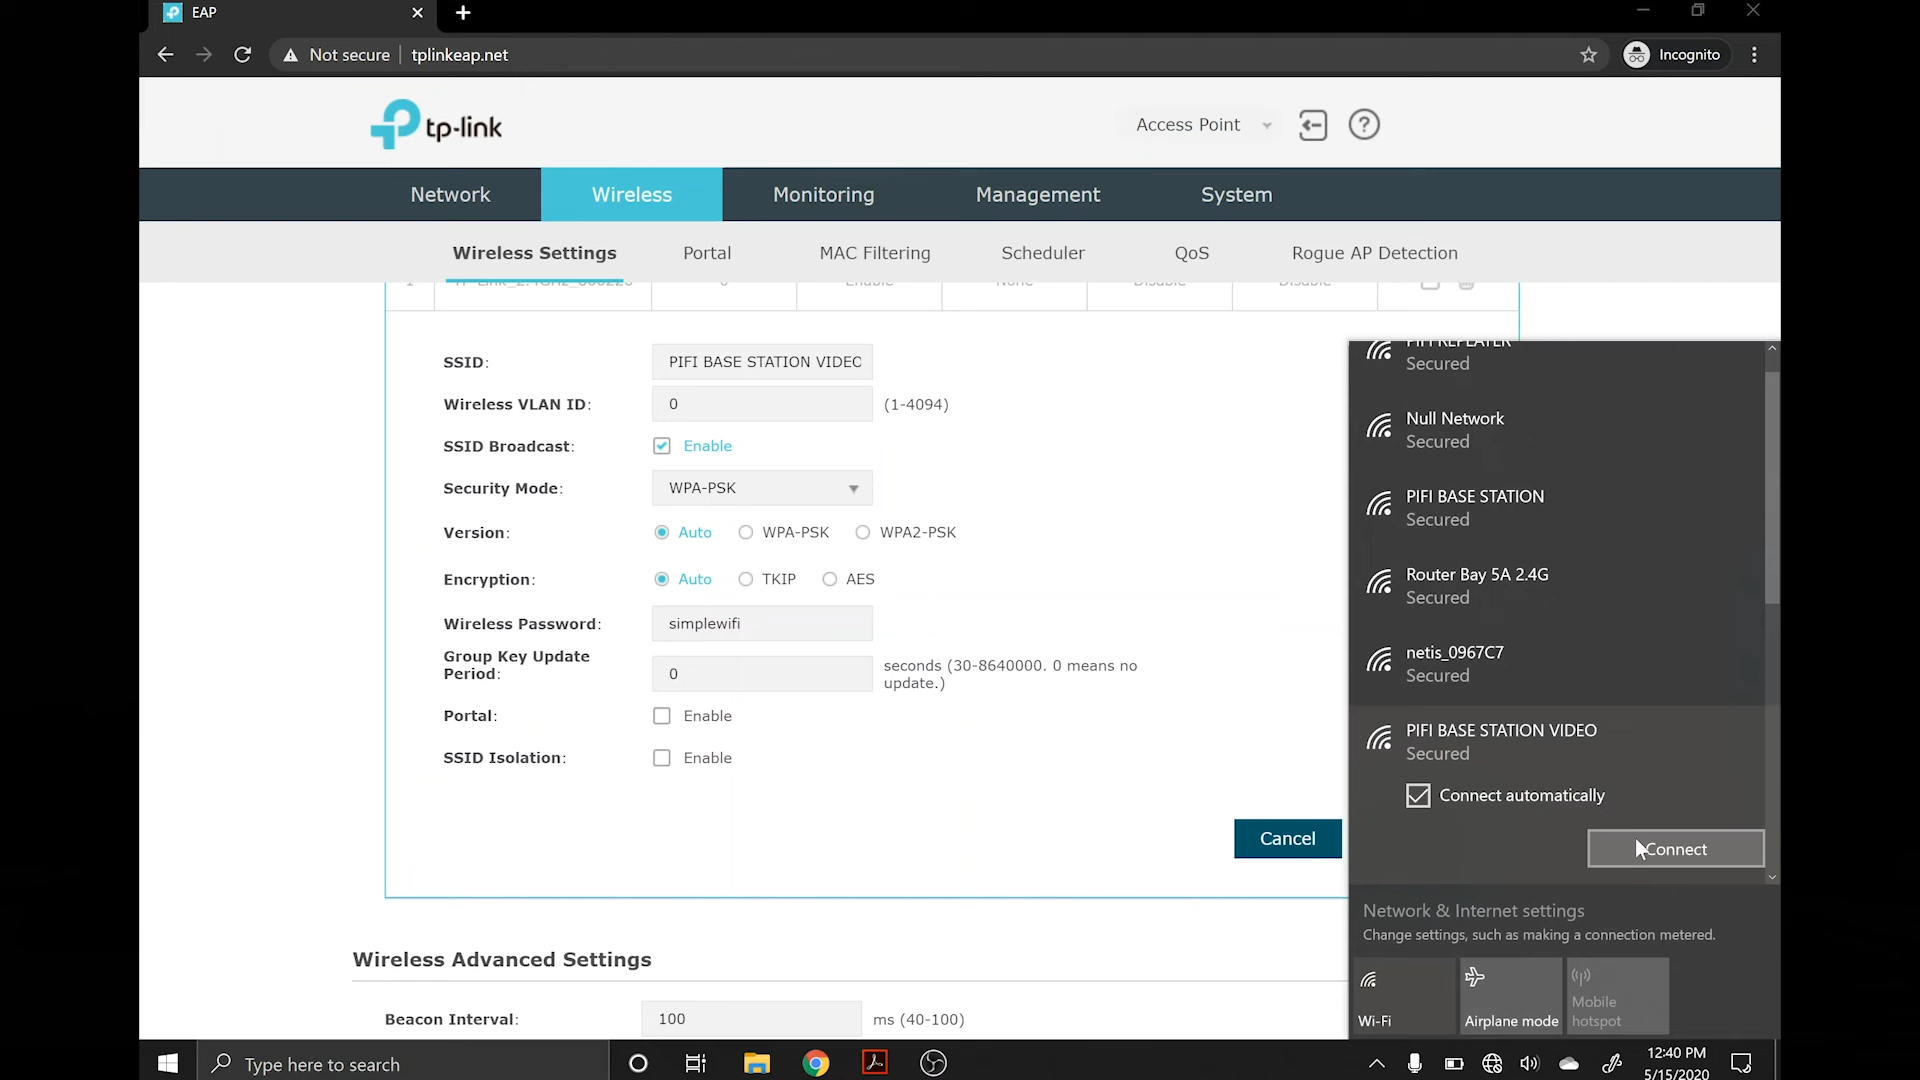 EAP
Not secure
tplinkeap.net
Incognito
tp-link
Access Point
Network
Wireless
Monitoring
Management
System
Wireless Settings
Portal
MAC Filtering
Scheduler
QoS
Rogue AP Detection
SSID:
PIFI BASE STATION VIDEO
Wireless VLAN ID:
0
(1-4094)
SSID Broadcast:
Enable
Security Mode:
WPA-PSK
Version:
Auto
WPA-PSK
WPA2-PSK
Encryption:
Auto
TKIP
AES
Wireless Password:
simplewifi
Group Key Update
Period:
0
seconds (30-8640000. 0 means no
update.)
Portal:
Enable
SSID Isolation:
Enable
Cancel
Wireless Advanced Settings
Beacon Interval:
100
ms (40-100)
Secured
Null Network
Secured
PIFI BASE STATION
Secured
Router Bay 5A 2.4G
Secured
netis_0967C7
Secured
PIFI BASE STATION VIDEO
Secured
Connect automatically
Connect
Network & Internet settings
Change settings, such as making a connection metered.
Wi-Fi
Airplane mode
Mobile
hotspot
Type here to search
12:40 PM
5/15/2020